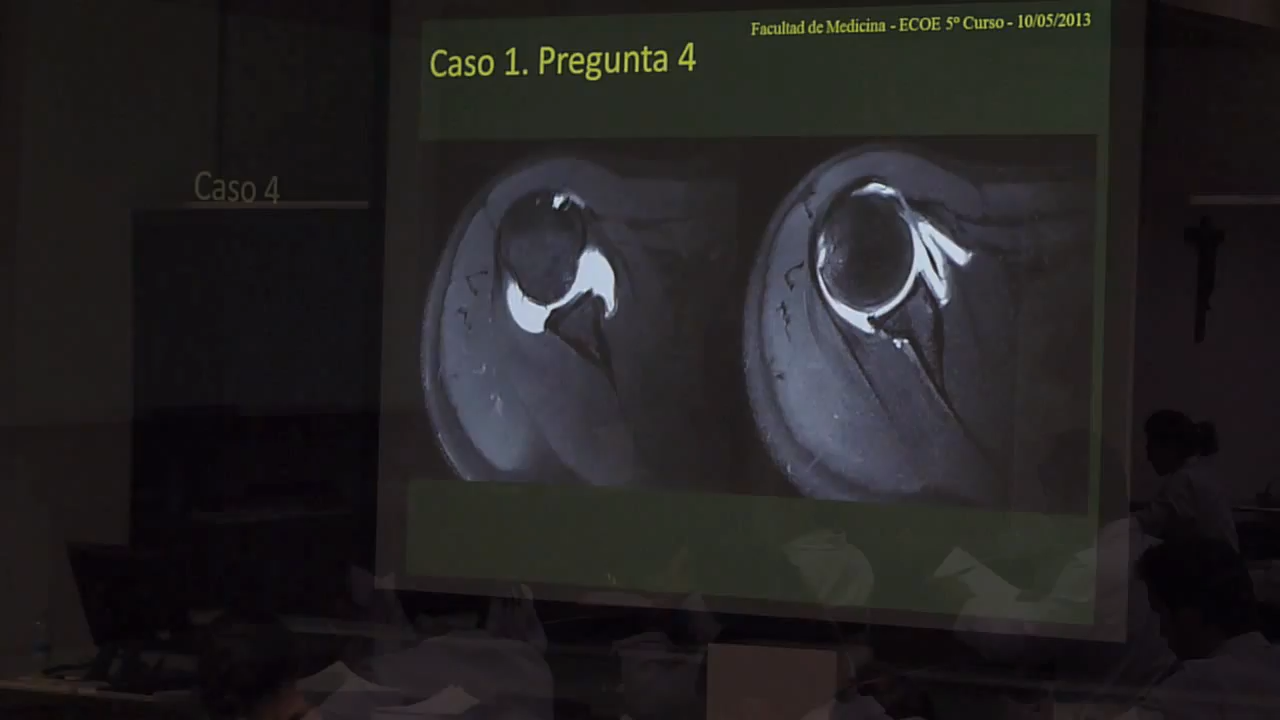 Facultad de Medicina - ECOE 5º Curso - 10/05/2013
Caso 1. Pregunta 4
Caso 4